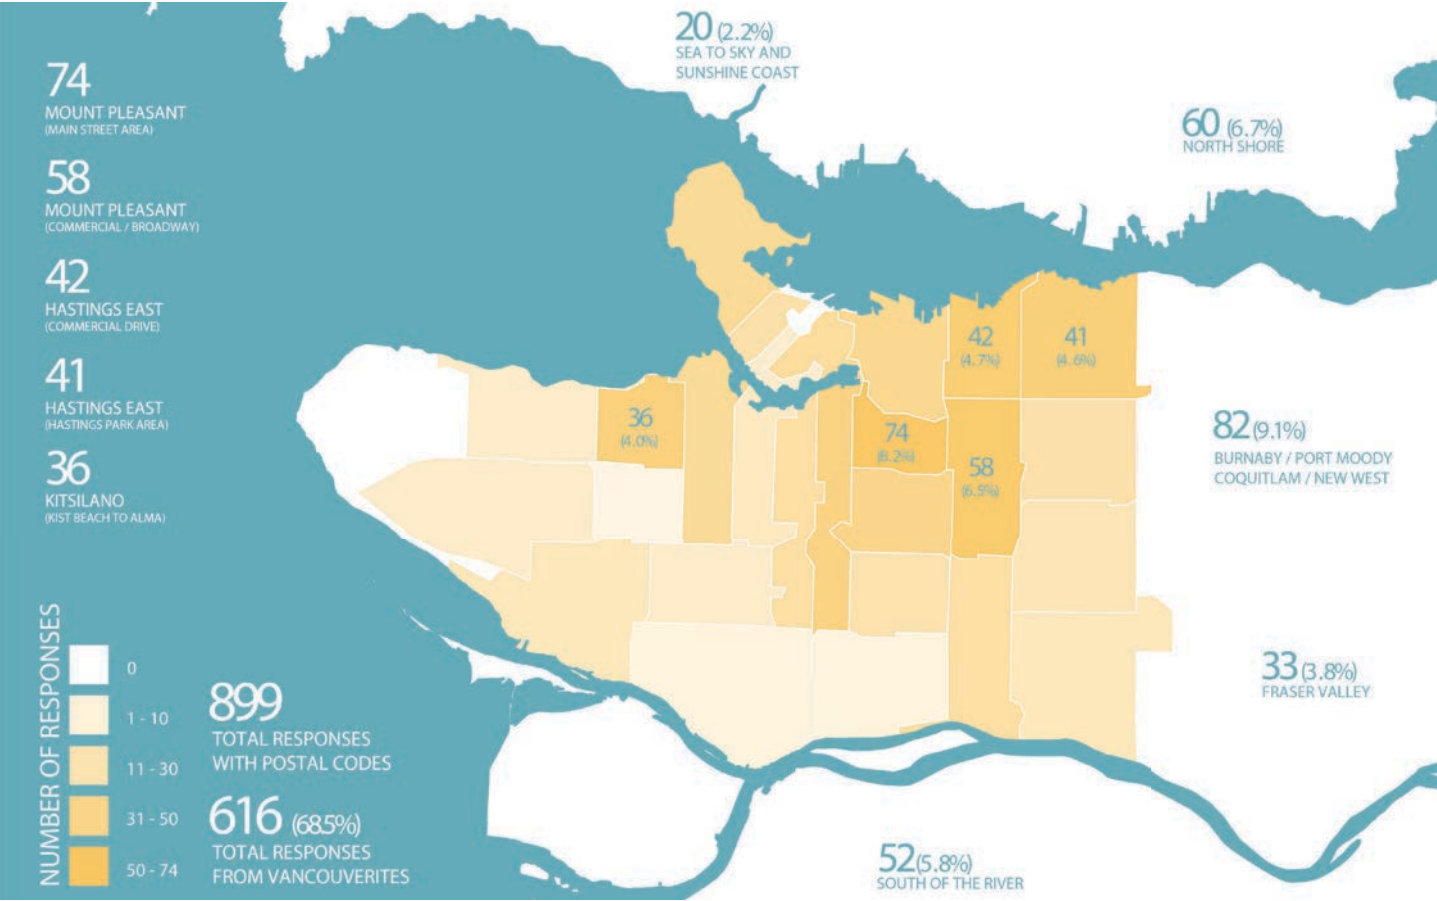 20 (2.2%)
SEA TO SKY AND
SUNSHINE COAST
60 (6.7%)
NORTH SHORE
74
MOUNT PLEASANT
(MAIN STREET AREA)
58
MOUNT PLEASANT
(COMMERCIAL / BROADWAY)
42
HASTINGS EAST
(COMMERCIAL DRIVE)
41
HASTINGS EAST
(HASTINGS PARK AREA)
36
KITSILANO
(KIST BEACH TO ALMA)
42
(4.7%)
41
(4.6%)
36
(4.0%)
74
(8.2%)
58
(6.5%)
82 (9.1%)
BURNABY / PORT MOODY
COQUITLAM / NEW WEST
33 (3.8%)
FRASER VALLEY
52 (5.8%)
SOUTH OF THE RIVER
NUMBER OF RESPONSES
0
1 - 10
11 - 30
31 - 50
50 - 74
899
TOTAL RESPONSES
WITH POSTAL CODES
616 (68.5%)
TOTAL RESPONSES
FROM VANCOUVERITES